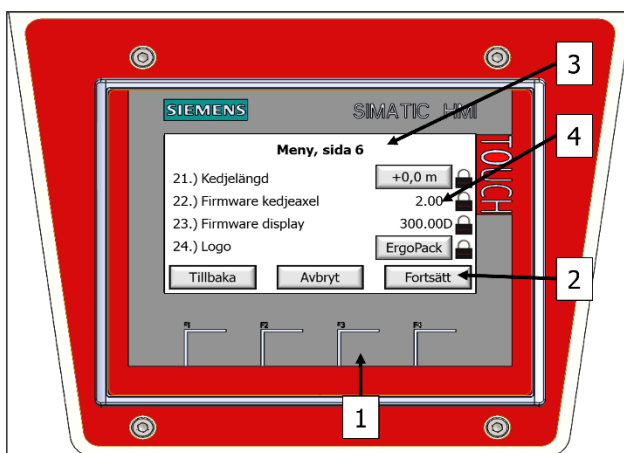 SIEMENS SIMATIC HMI
TOUCH
Meny, sida 6
21.) Kedjelängd +0,0 m
22.) Firmware kedjeaxel 2.00
23.) Firmware display 300.00D
24.) Logo ErgoPack
Tillbaka Avbryt Fortsätt
F1 F2 F3 F4
3
4
2
1